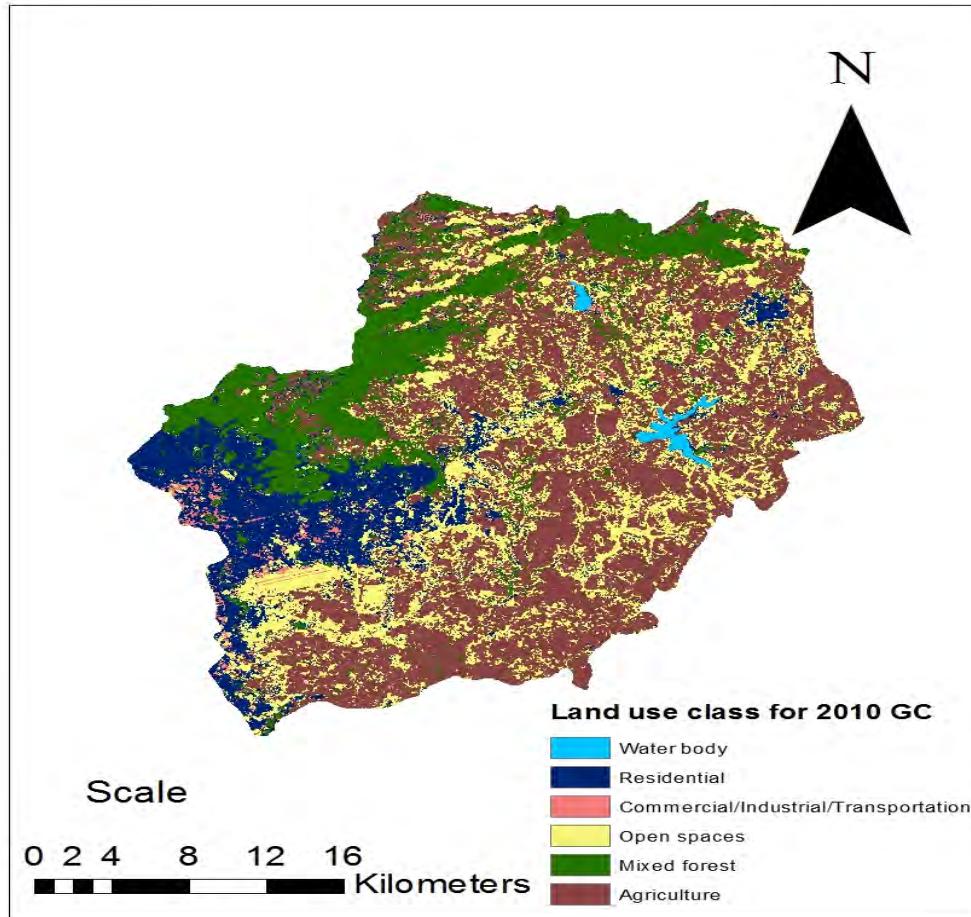 N
Land use class for 2010 GC
Water body
Residential
Commercial/Industrial/Transportation
Open spaces
Mixed forest
Agriculture
Scale
0 2 4 8 12 16
Kilometers